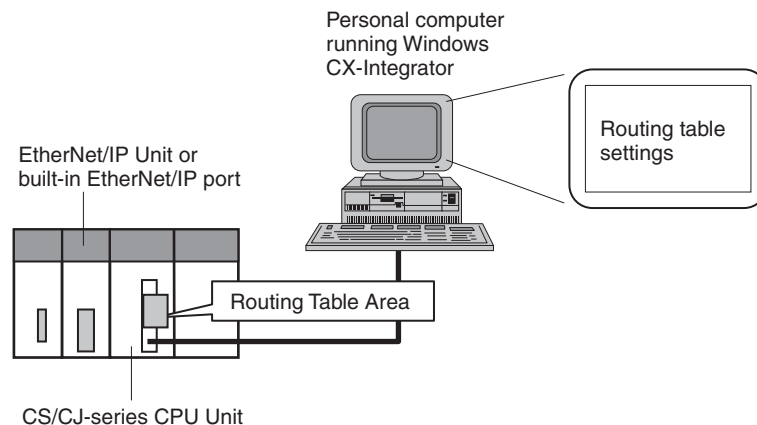 Personal computer
running Windows
CX-Integrator
Routing table
settings
EtherNet/IP Unit or
built-in EtherNet/IP port
Routing Table Area
CS/CJ-series CPU Unit